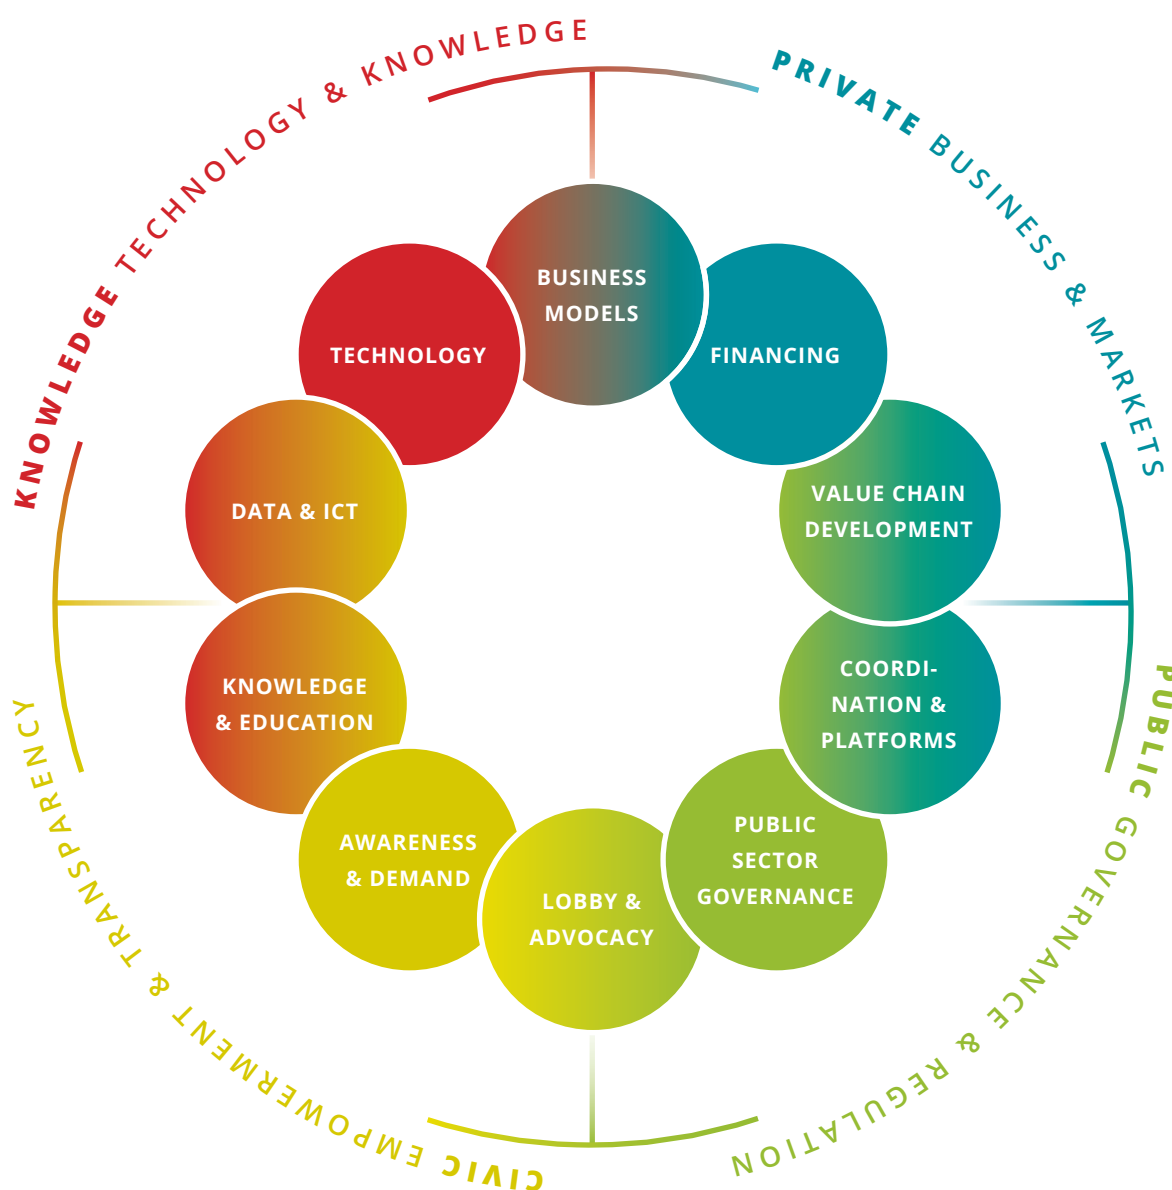 KNOWLEDGE TECHNOLOGY & KNOWLEDGE
PRIVATE BUSINESS & MARKETS
PUBLIC GOVERNANCE & REGULATION
CIVIC EMPOWERMENT & TRANSPARENCY
BUSINESS
MODELS
FINANCING
VALUE CHAIN
DEVELOPMENT
COORDI-
NATION &
PLATFORMS
PUBLIC
SECTOR
GOVERNANCE
LOBBY &
ADVOCACY
AWARENESS
& DEMAND
KNOWLEDGE
& EDUCATION
DATA & ICT
TECHNOLOGY